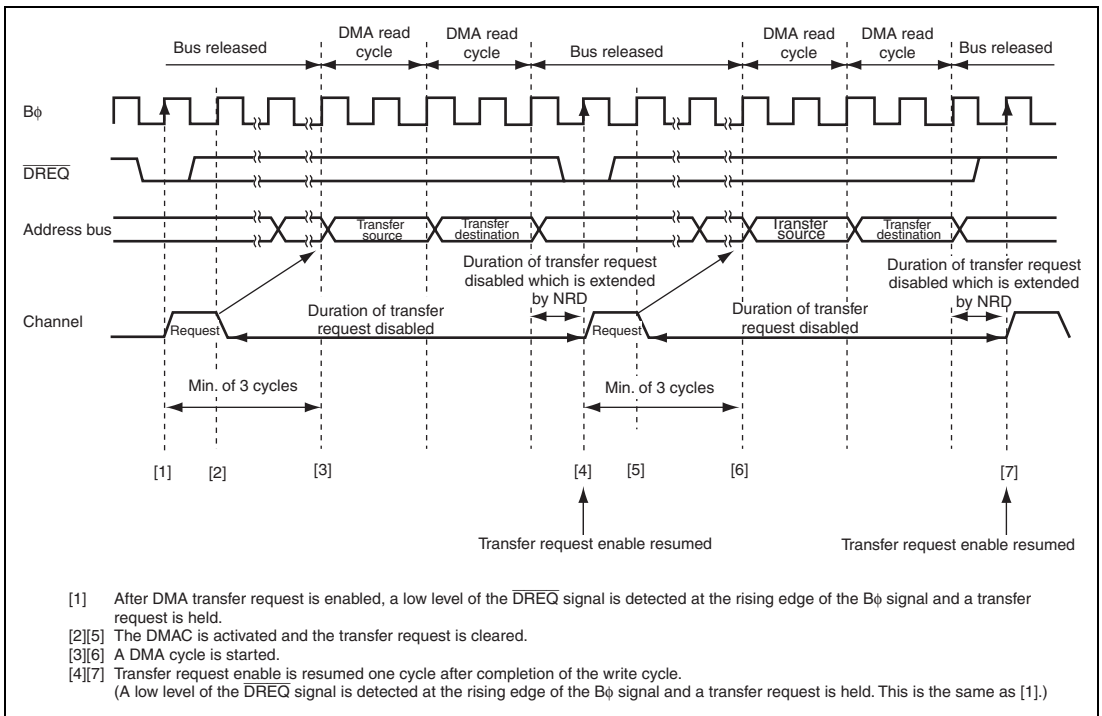 Bus released
DMA read
cycle
DMA read
cycle
Bus released
DMA read
cycle
DMA read
cycle
Bus released
Bφ
DREQ
Address bus
Transfer
source
Transfer
destination
Transfer
source
Transfer
destination
Channel
Request
Duration of transfer
request disabled
Duration of transfer request
disabled which is extended
by NRD
Request
Duration of transfer
request disabled
Duration of transfer request
disabled which is extended
by NRD
Min. of 3 cycles
Min. of 3 cycles
[1]
[2]
[3]
[4]
[5]
[6]
[7]
Transfer request enable resumed
Transfer request enable resumed
[1] After DMA transfer request is enabled, a low level of the DREQ signal is detected at the rising edge of the Bφ signal and a transfer
request is held.
[2][5] The DMAC is activated and the transfer request is cleared.
[3][6] A DMA cycle is started.
[4][7] Transfer request enable is resumed one cycle after completion of the write cycle.
(A low level of the DREQ signal is detected at the rising edge of the Bφ signal and a transfer request is held. This is the same as [1].)